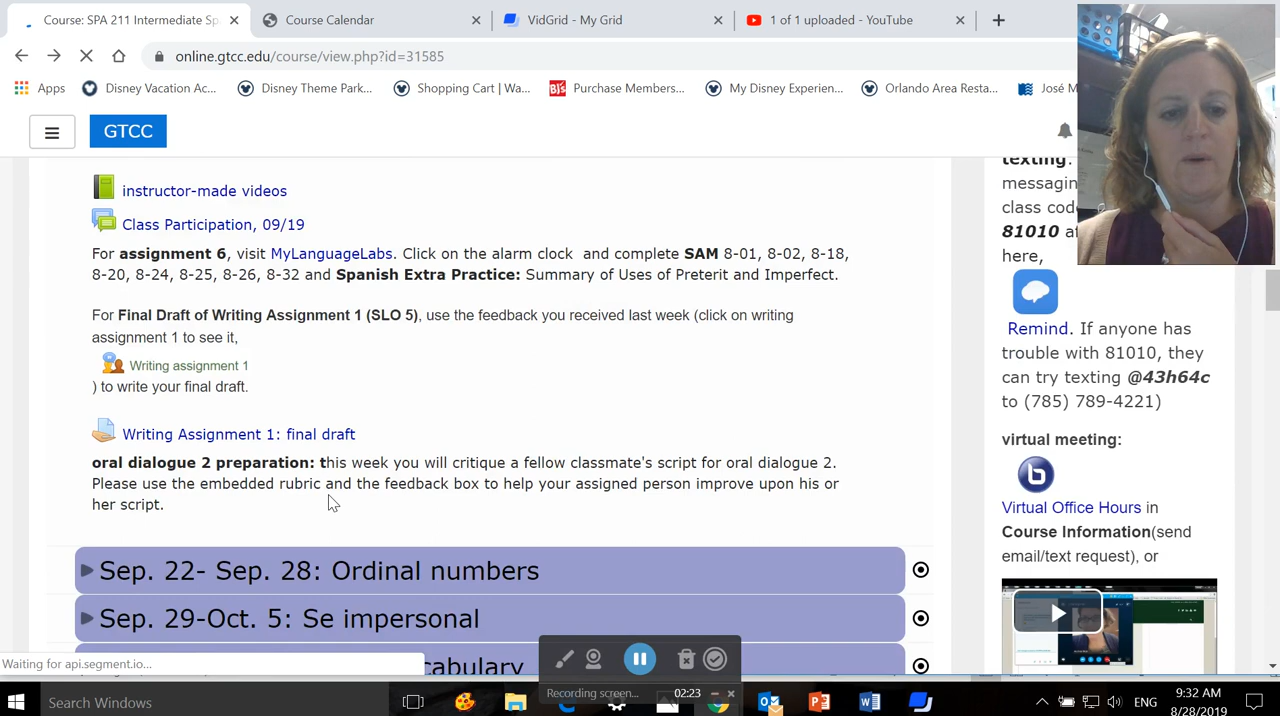 Course: SPA 211 Intermediate Sp
Course Calendar
VidGrid - My Grid
1 of 1 uploaded - YouTube
online.gtcc.edu/course/view.php?id=31585
Apps
Disney Vacation Ac...
Disney Theme Park...
Shopping Cart | Wa...
Purchase Members...
My Disney Experien...
Orlando Area Resta...
José M
GTCC
instructor-made videos
Class Participation, 09/19
For assignment 6, visit MyLanguageLabs. Click on the alarm clock and complete SAM 8-01, 8-02, 8-18,
8-20, 8-24, 8-25, 8-26, 8-32 and Spanish Extra Practice: Summary of Uses of Preterit and Imperfect.
For Final Draft of Writing Assignment 1 (SLO 5), use the feedback you received last week (click on writing
assignment 1 to see it,
Writing assignment 1
) to write your final draft.
Writing Assignment 1: final draft
oral dialogue 2 preparation: this week you will critique a fellow classmate's script for oral dialogue 2.
Please use the embedded rubric and the feedback box to help your assigned person improve upon his or
her script.
Sep. 22- Sep. 28: Ordinal numbers
Sep. 29-Oct. 5: Se impersonal
cabulary
texting:
messaging
class code
81010 a
here,
Remind. If anyone has
trouble with 81010, they
can try texting @43h64c
to (785) 789-4221)
virtual meeting:
Virtual Office Hours in
Course Information(send
email/text request), or
Waiting for api.segment.io...
Recording screen...
02:23
Search Windows
ENG
9:32 AM
8/28/2019